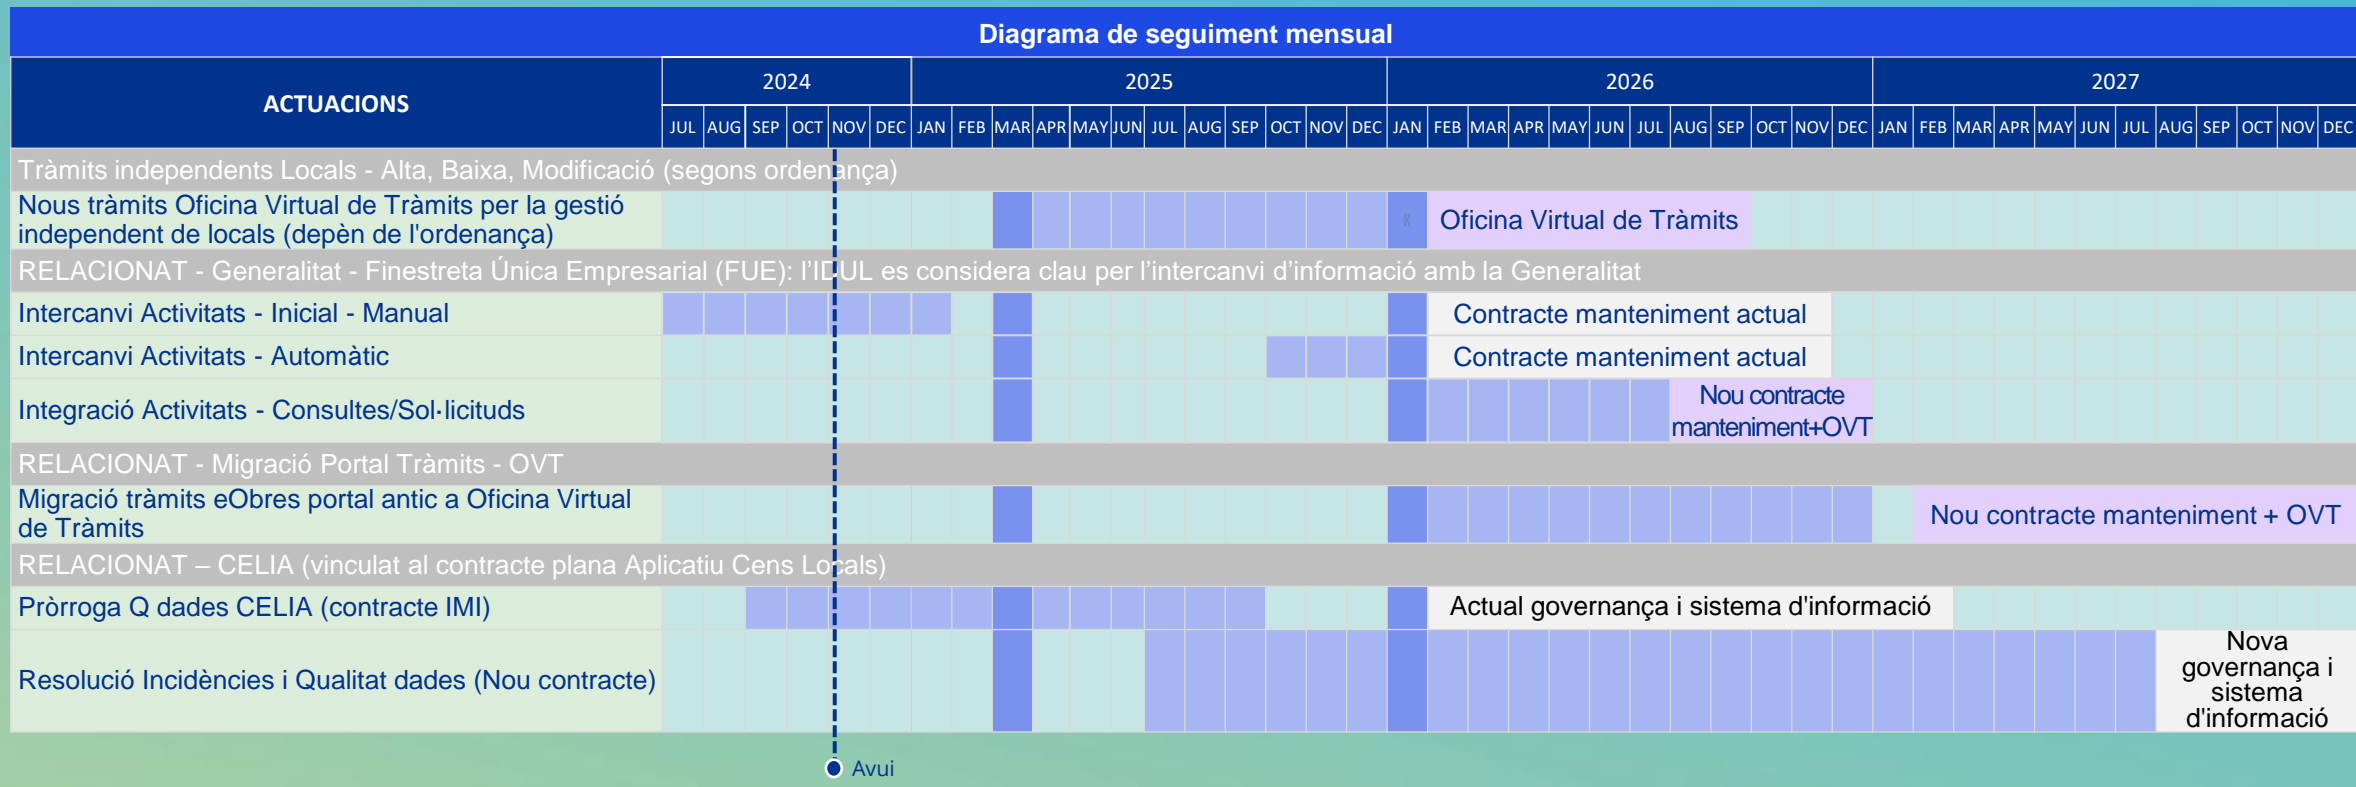 Diagrama de seguiment mensual
ACTUACIONS
2024 2025 2026 2027
JUL AUG SEP OCT NOV DEC JAN FEB MAR APR MAY JUN JUL AUG SEP OCT NOV DEC JAN FEB MAR APR MAY JUN JUL AUG SEP OCT NOV DEC JAN FEB MAR APR MAY JUN JUL AUG SEP OCT NOV DEC
Tràmits independents Locals - Alta, Baixa, Modificació (segons ordenança)
Nous tràmits Oficina Virtual de Tràmits per la gestió
independent de locals (depèn de l'ordenança)
Oficina Virtual de Tràmits
RELACIONAT - Generalitat - Finestreta Única Empresarial (FUE): l’IDUL es considera clau per l’intercanvi d’informació amb la Generalitat
Intercanvi Activitats - Inicial - Manual
Contracte manteniment actual
Intercanvi Activitats - Automàtic
Contracte manteniment actual
Integració Activitats - Consultes/Sol·licituds
Nou contracte
manteniment+OVT
RELACIONAT - Migració Portal Tràmits - OVT
Migració tràmits eObres portal antic a Oficina Virtual
de Tràmits
Nou contracte manteniment + OVT
RELACIONAT – CELIA (vinculat al contracte plana Aplicatiu Cens Locals)
Pròrroga Q dades CELIA (contracte IMI)
Actual governança i sistema d'informació
Resolució Incidències i Qualitat dades (Nou contracte)
Nova
governança i
sistema
d'informació
Avui